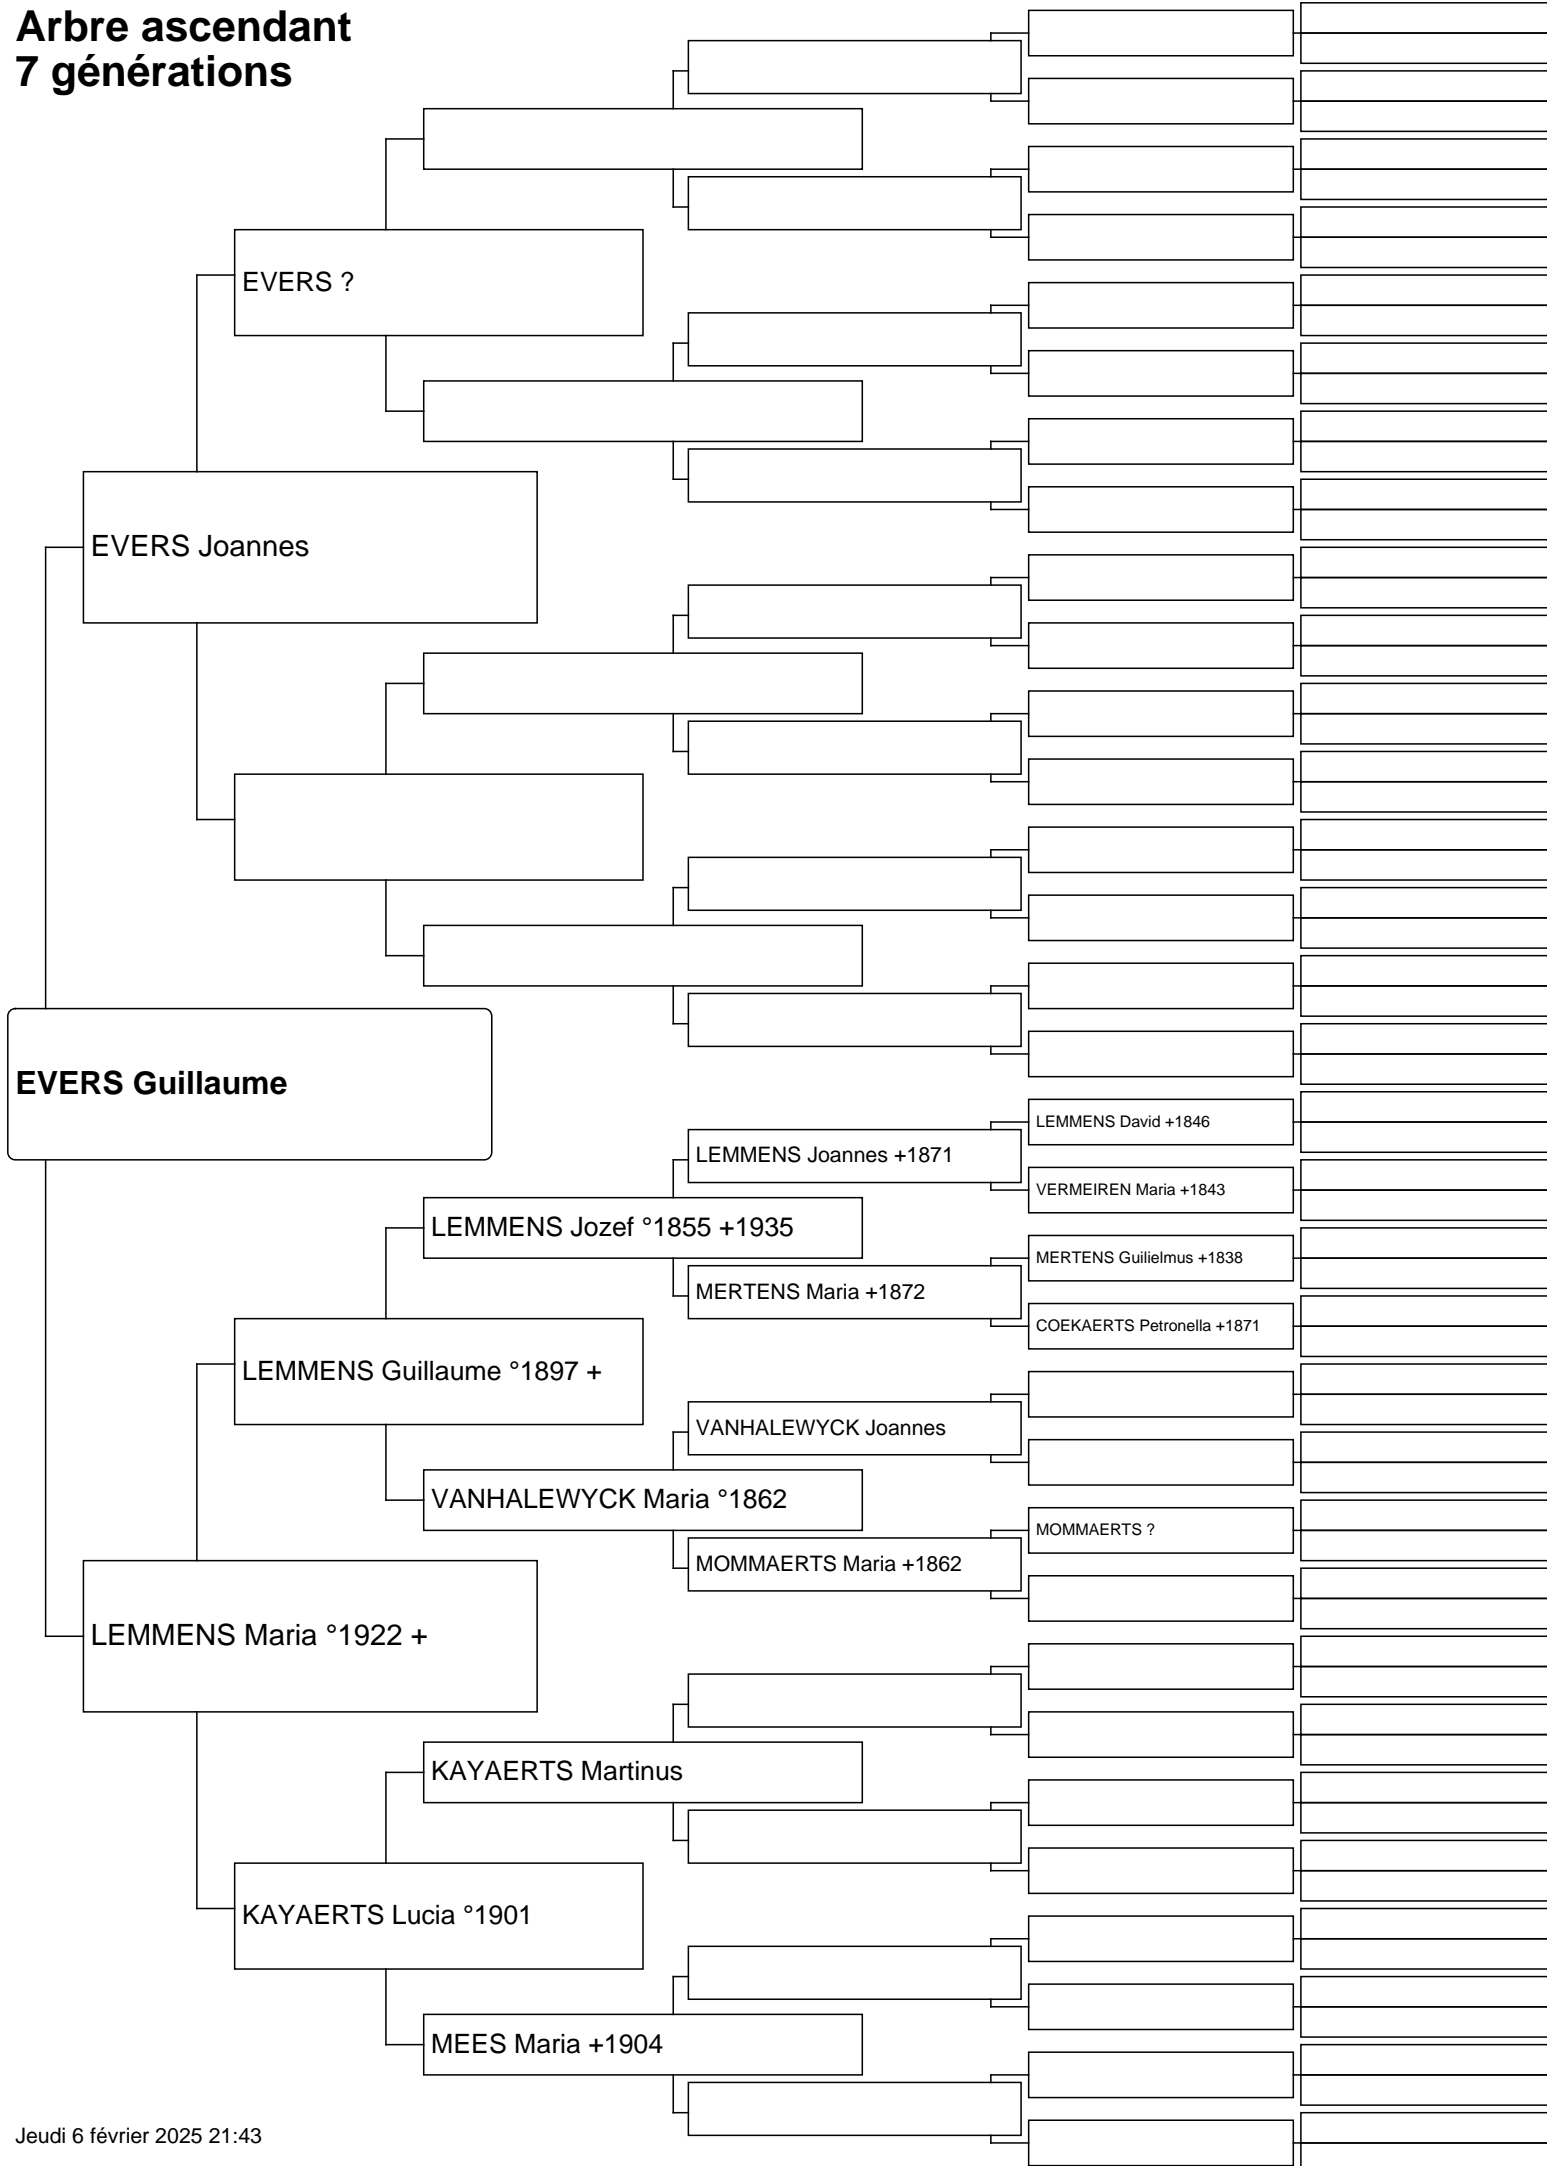 Arbre ascendant
7 générations
EVERS ?
EVERS Joannes
EVERS Guillaume
LEMMENS David +1846
LEMMENS Joannes +1871
VERMEIREN Maria +1843
LEMMENS Jozef °1855 +1935
MERTENS Guilielmus +1838
MERTENS Maria +1872
COEKAERTS Petronella +1871
LEMMENS Guillaume °1897 +
VANHALEWYCK Joannes
VANHALEWYCK Maria °1862
MOMMAERTS ?
MOMMAERTS Maria +1862
LEMMENS Maria °1922 +
KAYAERTS Martinus
KAYAERTS Lucia °1901
MEES Maria +1904
Jeudi 6 février 2025 21:43